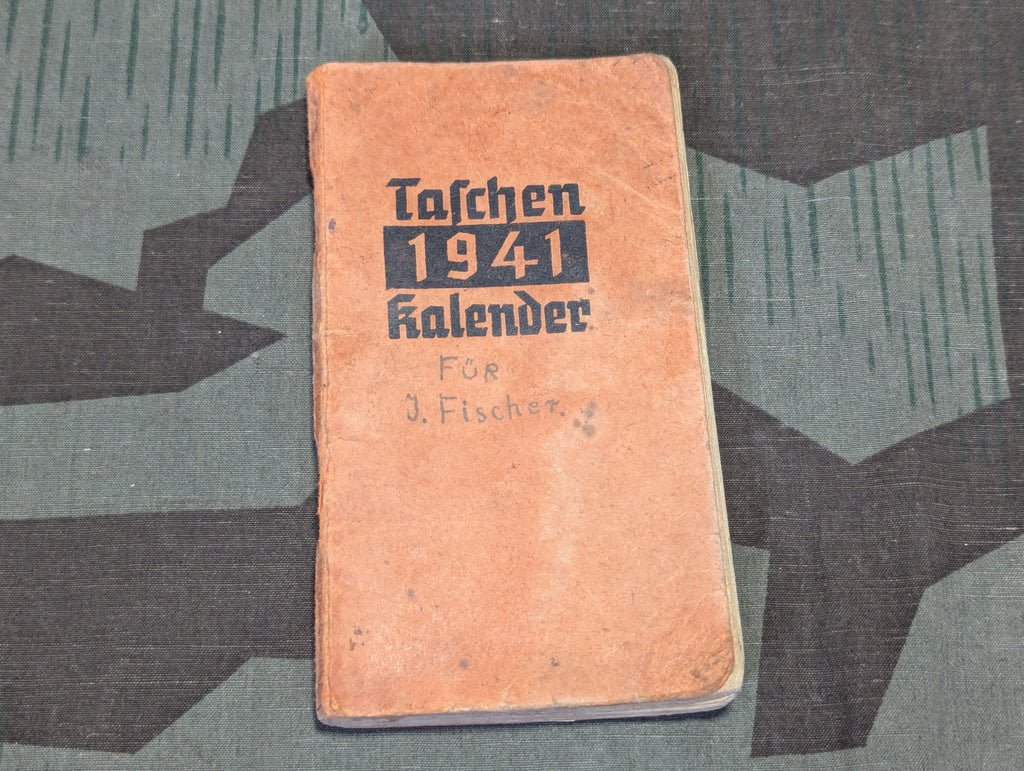 Taſchen
1941
Kalender
FÜR
J. Fischer.